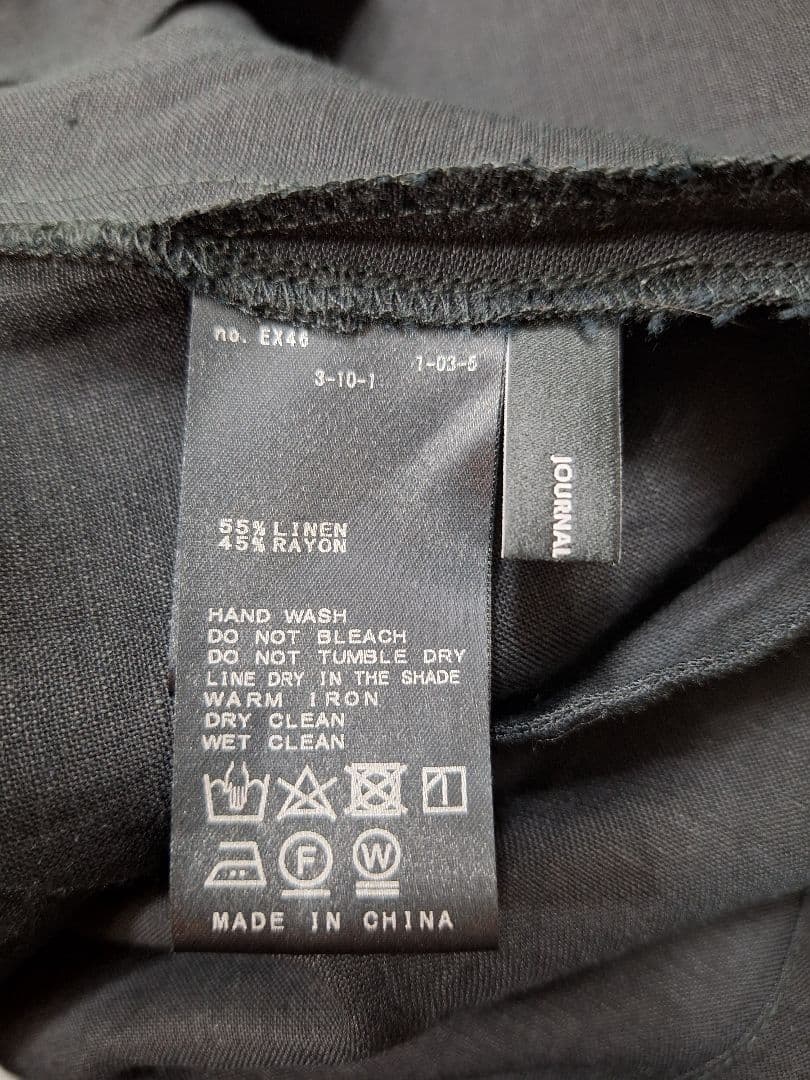 no. EX46
1-03-5
3-10-1
JOURNAL
55% LINEN
45% RAYON
HAND WASH
DO NOT BLEACH
DO NOT TUMBLE DRY
LINE DRY IN THE SHADE
WARM IRON
DRY CLEAN
WET CLEAN
F
W
MADE IN CHINA